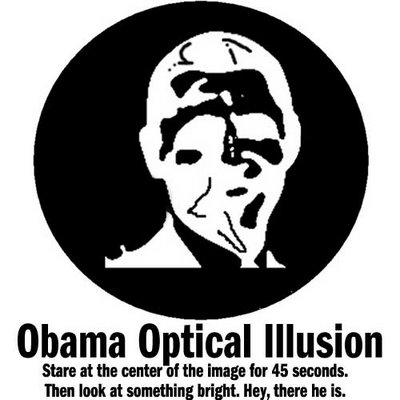 Obama Optical Illusion
Stare at the center of the image for 45 seconds.
Then look at something bright. Hey, there he is.